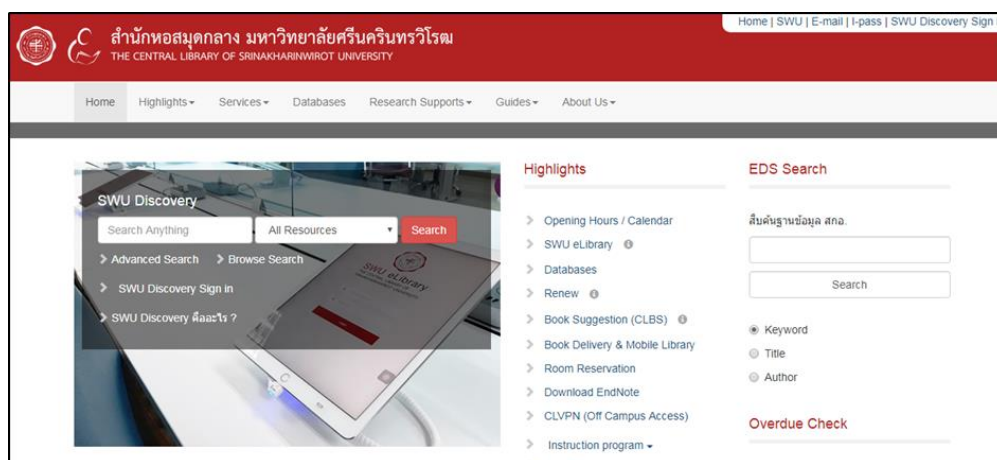 Home | SWU | E-mail | I-pass | SWU Discovery Sign
สำนักหอสมุดกลาง มหาวิทยาลัยศรีนครินทรวิโรฒ
THE CENTRAL LIBRARY OF SRINAKHARINWIROT UNIVERSITY
Home Highlights Services Databases Research Supports Guides About Us
SWU Discovery
Search Anything All Resources Search
Advanced Search Browse Search
SWU Discovery Sign in
SWU Discovery คืออะไร ?
SWU eLibrary
Highlights
Opening Hours / Calendar
SWU eLibrary
Databases
Renew
Book Suggestion (CLBS)
Book Delivery & Mobile Library
Room Reservation
Download EndNote
CLVPN (Off Campus Access)
Instruction program
EDS Search
สืบค้นฐานข้อมูล สกอ.
Search
Keyword
Title
Author
Overdue Check